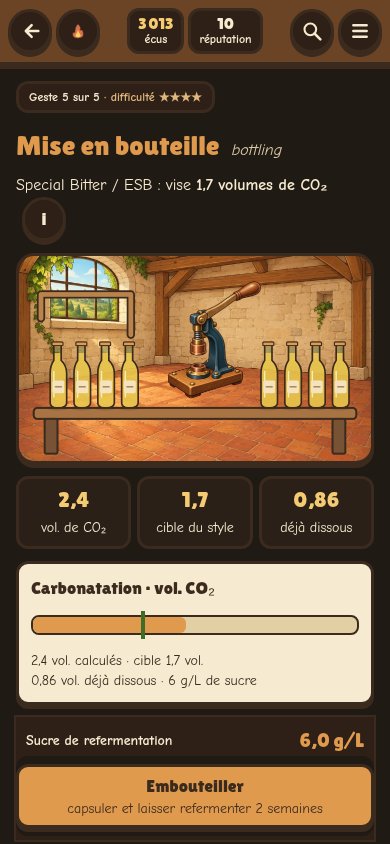 3 013
écus
10
réputation
Geste 5 sur 5 · difficulté ★★★★
Mise en bouteille bottling
Special Bitter / ESB : vise 1,7 volumes de CO₂
i
2,4
vol. de CO₂
1,7
cible du style
0,86
déjà dissous
Carbonatation · vol. CO₂
2,4 vol. calculés · cible 1,7 vol.
0,86 vol. déjà dissous · 6 g/L de sucre
Sucre de refermentation
6,0 g/L
Embouteiller
capsuler et laisser refermenter 2 semaines